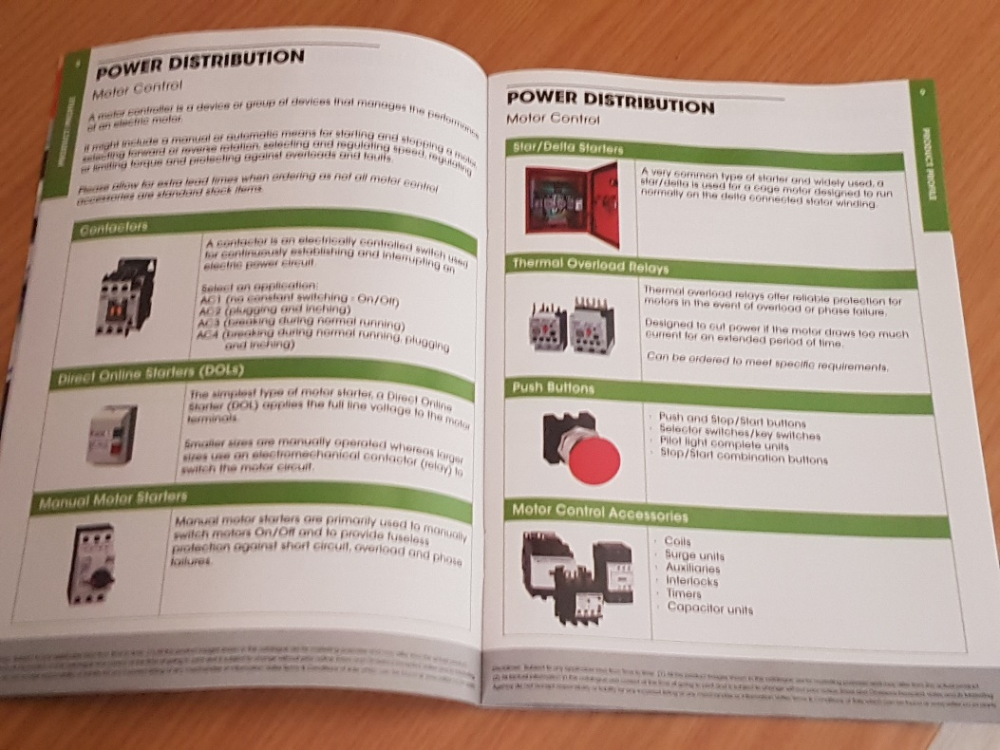 POWER DISTRIBUTION
Motor Control
A motor controller is a device or group of devices that manages the performance
of an electric motor.
It might include a manual or automatic means for starting and stopping a motor,
selecting forward or reverse rotation, selecting and regulating speed, regulating
or limiting torque and protecting against overloads and faults.
Please allow for extra lead times when ordering as not all motor control
accessories are standard stock items.
Contactors
A contactor is an electrically controlled switch used
for continuously establishing and interrupting an
electric power circuit.
Select an application:
AC1 (no constant switching - On/Off)
AC2 (plugging and inching)
AC3 (breaking during normal running)
AC4 (breaking during normal running, plugging
and inching)
Direct Online Starters (DOLs)
The simplest type of motor starter, a Direct Online
Starter (DOL) applies the full line voltage to the motor
terminals.
Smaller sizes are manually operated whereas larger
sizes use an electromechanical contactor (relay) to
switch the motor circuit.
Manual Motor Starters
Manual motor starters are primarily used to manually
switch motors On/Off and to provide fuseless
protection against short circuit, overload and phase
failures.
9
PRODUCT PROFILE
POWER DISTRIBUTION
Motor Control
Star/Delta Starters
A very common type of starter and widely used, a
star/delta is used for a cage motor designed to run
normally on the delta connected stator winding.
Thermal Overload Relays
Thermal overload relays offer reliable protection for
motors in the event of overload or phase failure.
Designed to cut power if the motor draws too much
current for an extended period of time.
Can be ordered to meet specific requirements.
Push Buttons
· Push and Stop/Start buttons
· Selector switches/key switches
· Pilot light complete units
· Stop/Start combination buttons
Motor Control Accessories
· Coils
· Surge units
· Auxiliaries
· Interlocks
· Timers
· Capacitor units